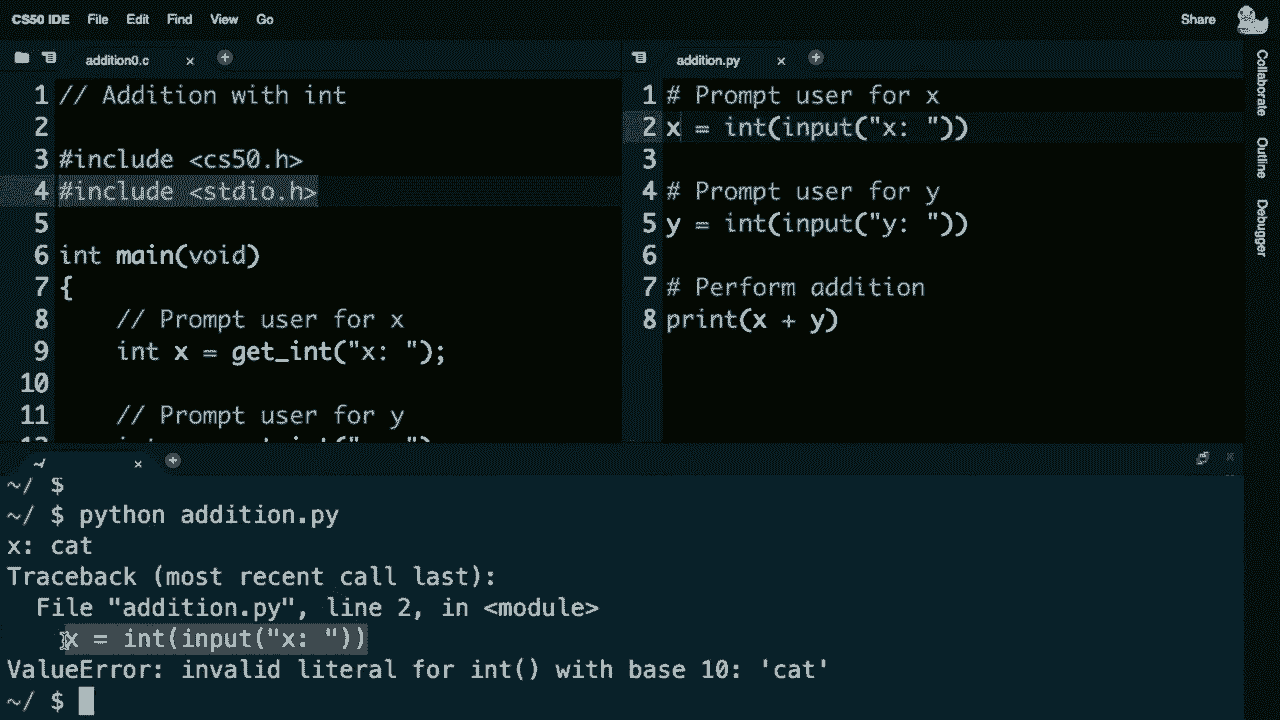 CS50 IDE File Edit Find View Go Share
addition0.c
1 // Addition with int
2
3 #include <cs50.h>
4 #include <stdio.h>
5
6 int main(void)
7 {
8     // Prompt user for x
9     int x = get_int("x: ");
10
11     // Prompt user for y
addition.py
1 # Prompt user for x
2 x = int(input("x: "))
3
4 # Prompt user for y
5 y = int(input("y: "))
6
7 # Perform addition
8 print(x + y)
Collaborate
Outline
Debugger
~/
~/ $
~/ $ python addition.py
x: cat
Traceback (most recent call last):
  File "addition.py", line 2, in <module>
    x = int(input("x: "))
ValueError: invalid literal for int() with base 10: 'cat'
~/ $